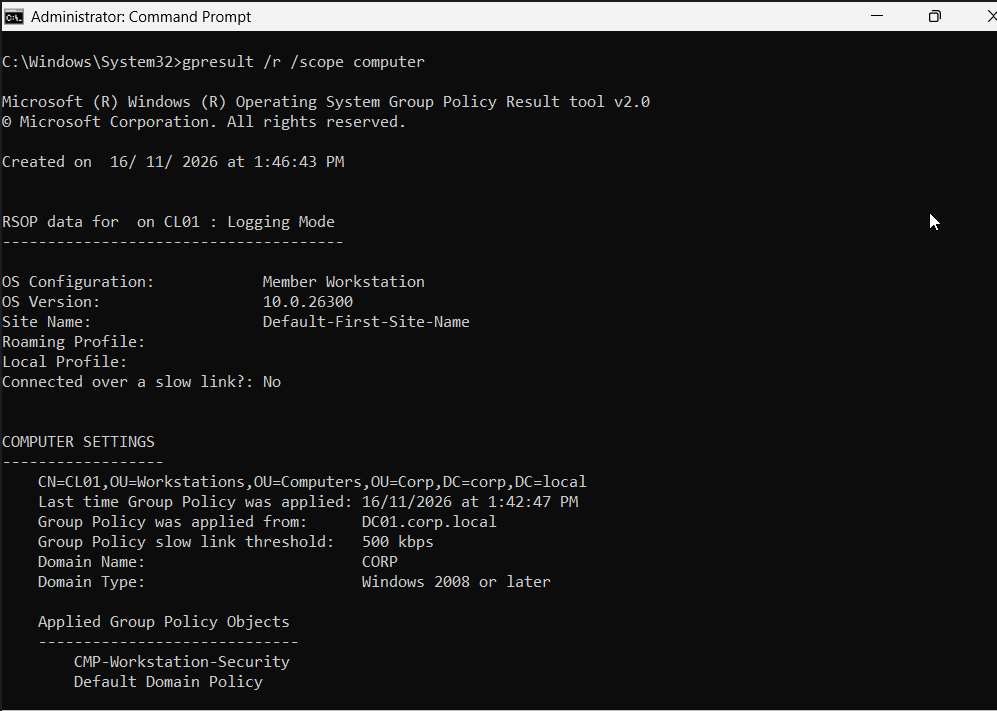 Administrator: Command Prompt
C:\Windows\System32>gpresult /r /scope computer
Microsoft (R) Windows (R) Operating System Group Policy Result tool v2.0
© Microsoft Corporation. All rights reserved.
Created on  16/ 11/ 2026 at 1:46:43 PM
RSOP data for  on CL01 : Logging Mode
--------------------------------------
OS Configuration:            Member Workstation
OS Version:                  10.0.26300
Site Name:                   Default-First-Site-Name
Roaming Profile:
Local Profile:
Connected over a slow link?: No
COMPUTER SETTINGS
------------------
    CN=CL01,OU=Workstations,OU=Computers,OU=Corp,DC=corp,DC=local
    Last time Group Policy was applied: 16/11/2026 at 1:42:47 PM
    Group Policy was applied from:      DC01.corp.local
    Group Policy slow link threshold:   500 kbps
    Domain Name:                        CORP
    Domain Type:                        Windows 2008 or later
    Applied Group Policy Objects
    -----------------------------
        CMP-Workstation-Security
        Default Domain Policy